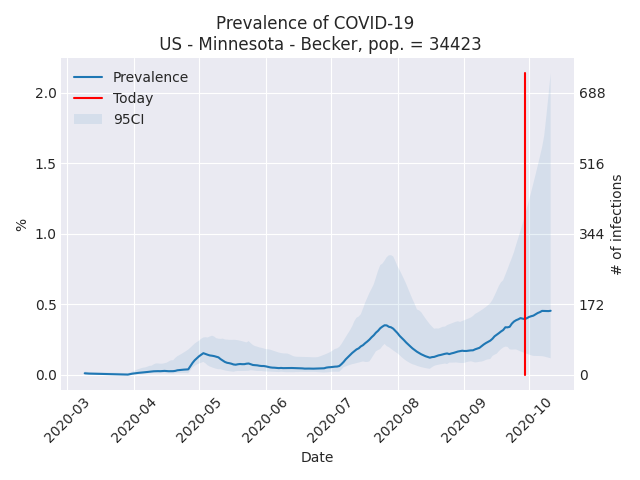 Prevalence of COVID-19
US - Minnesota - Becker, pop. = 34423
Prevalence
Today
95CI
2.0
1.5
1.0
0.5
0.0
%
688
516
344
172
0
# of infections
2020-03
2020-04
2020-05
2020-06
2020-07
2020-08
2020-09
2020-10
Date